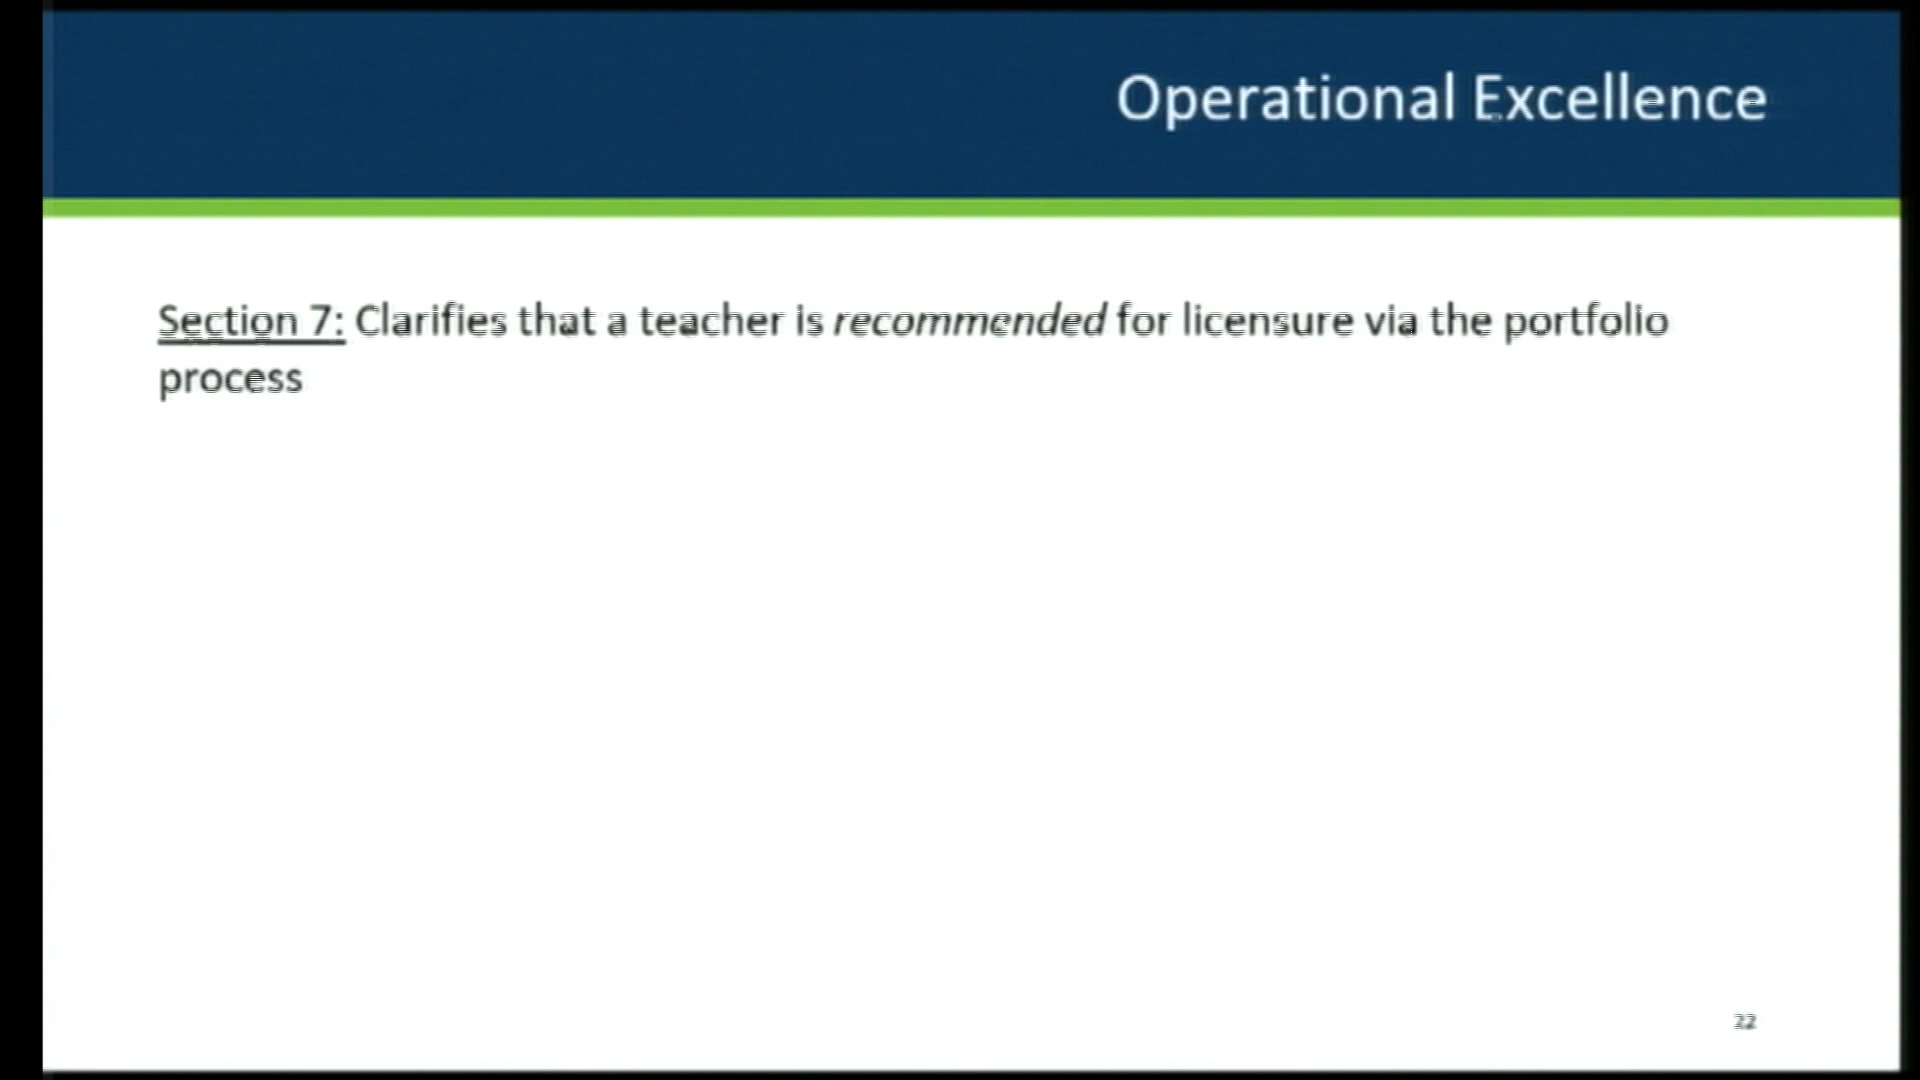 Operational Excellence
Section 7: Clarifies that a teacher is recommended for licensure via the portfolio
process
22